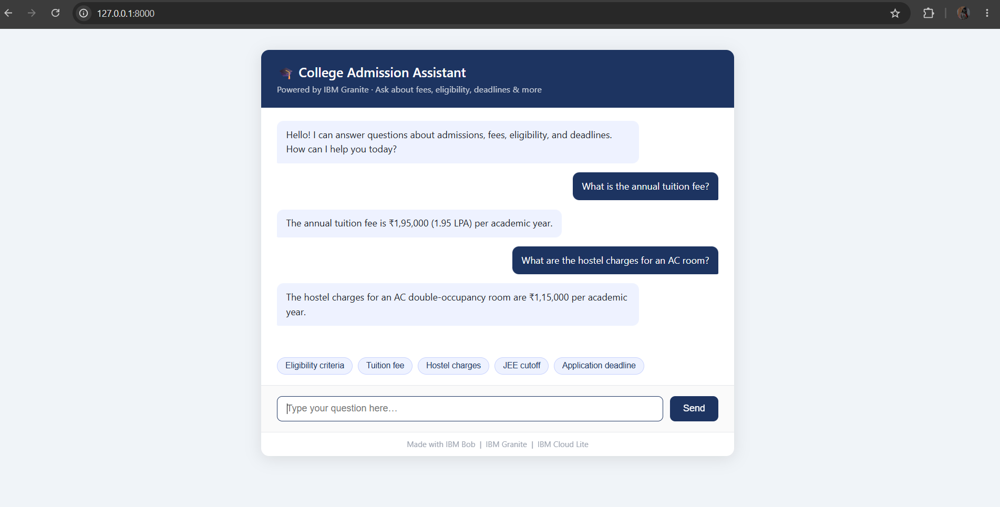 127.0.0.1:8000
College Admission Assistant
Powered by IBM Granite · Ask about fees, eligibility, deadlines & more
Hello! I can answer questions about admissions, fees, eligibility, and deadlines.
How can I help you today?
What is the annual tuition fee?
The annual tuition fee is ₹1,95,000 (1.95 LPA) per academic year.
What are the hostel charges for an AC room?
The hostel charges for an AC double-occupancy room are ₹1,15,000 per academic
year.
Eligibility criteria Tuition fee Hostel charges JEE cutoff Application deadline
Type your question here… Send
Made with IBM Bob | IBM Granite | IBM Cloud Lite